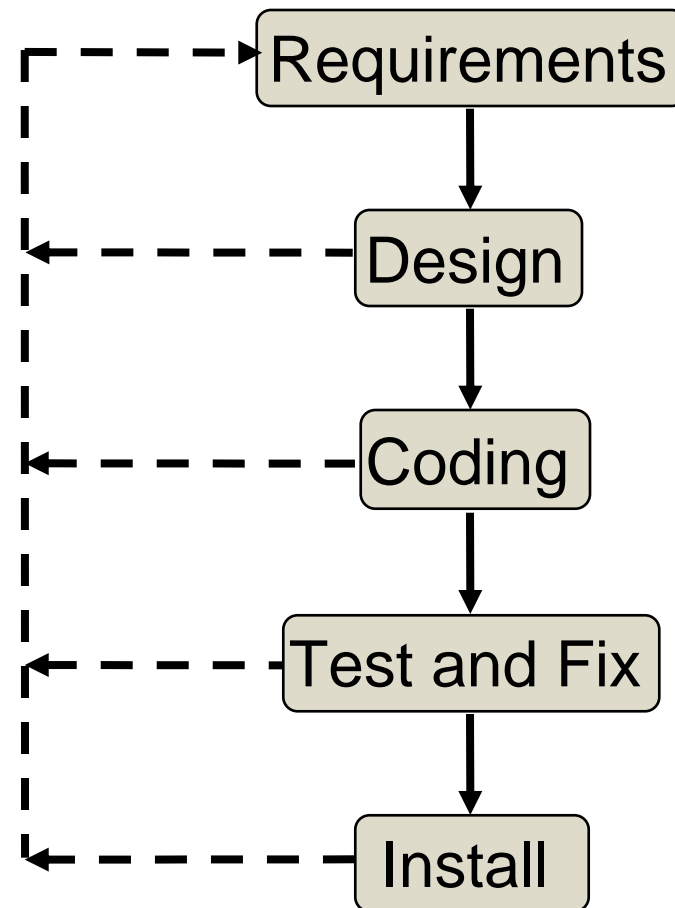 Requirements
Design
Coding
Test and Fix
Install